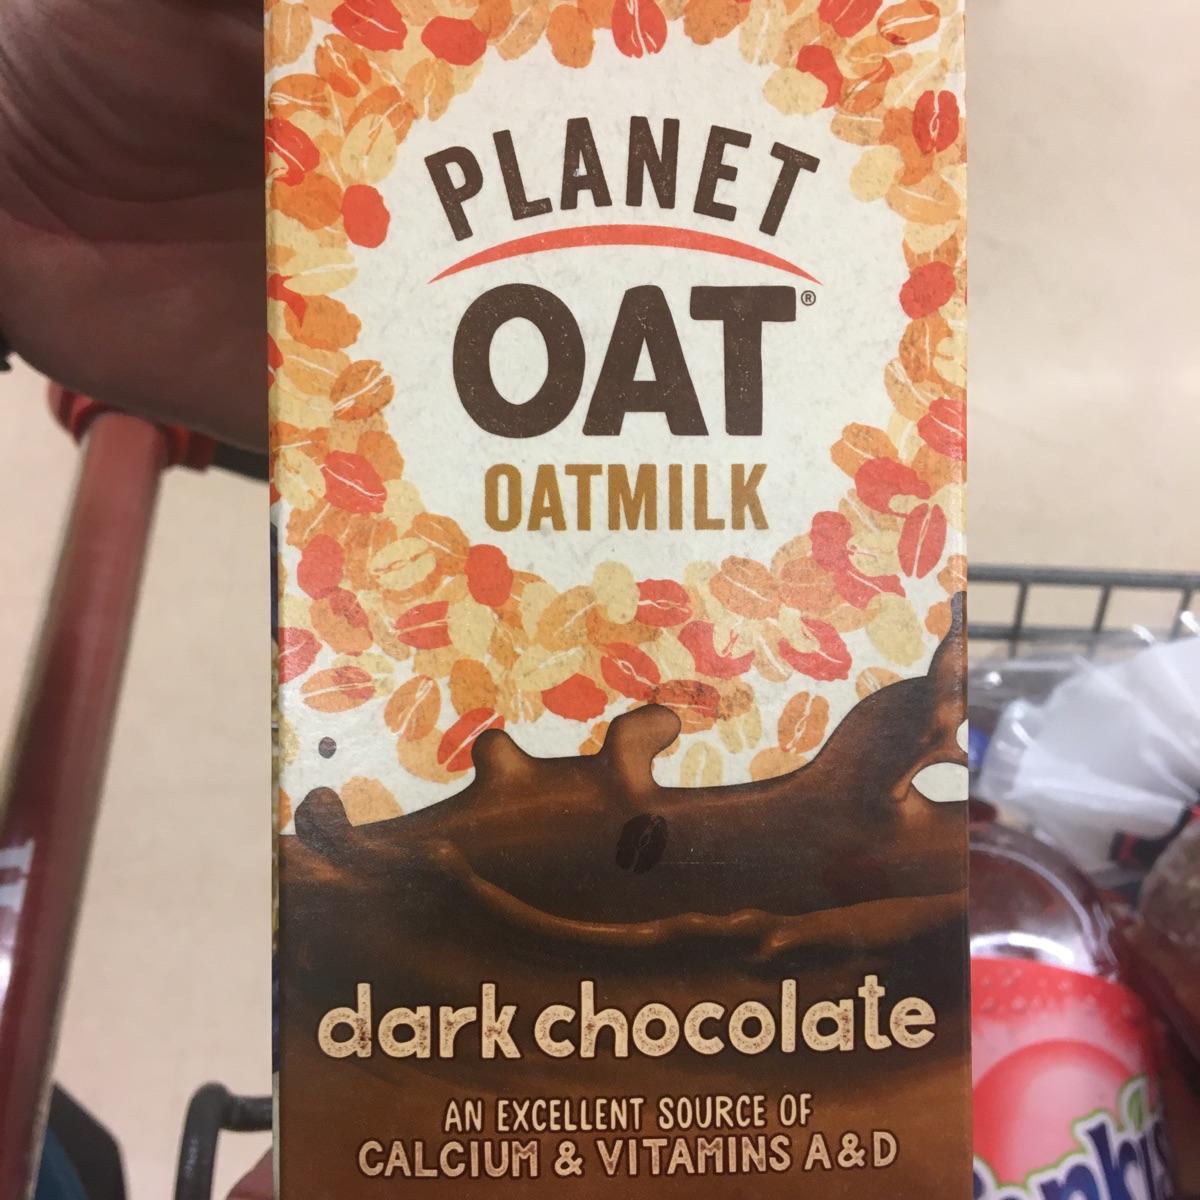 PLANET
OAT®
OATMILK
dark chocolate
AN EXCELLENT SOURCE OF
CALCIUM & VITAMINS A & D